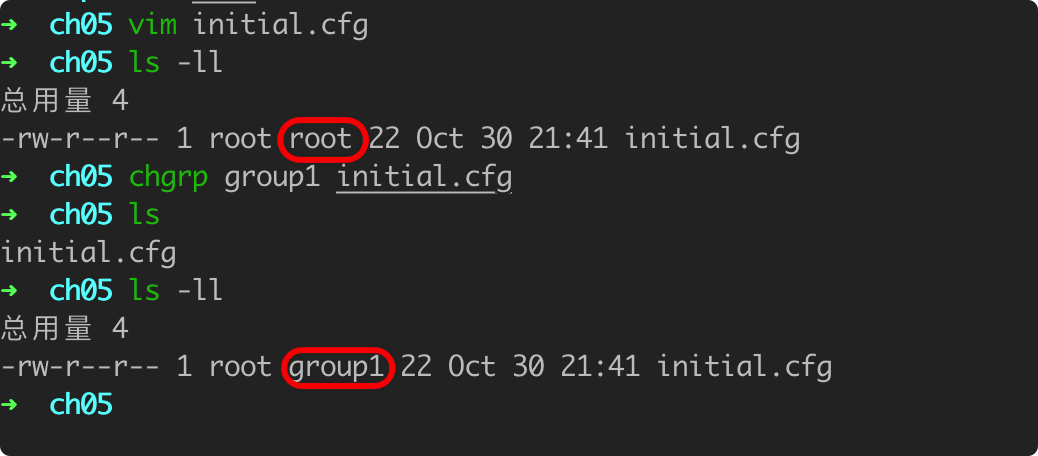 ➜ ch05 vim initial.cfg
➜ ch05 ls -ll
总用量 4
-rw-r--r-- 1 root root 22 Oct 30 21:41 initial.cfg
➜ ch05 chgrp group1 initial.cfg
➜ ch05 ls
initial.cfg
➜ ch05 ls -ll
总用量 4
-rw-r--r-- 1 root group1 22 Oct 30 21:41 initial.cfg
➜ ch05